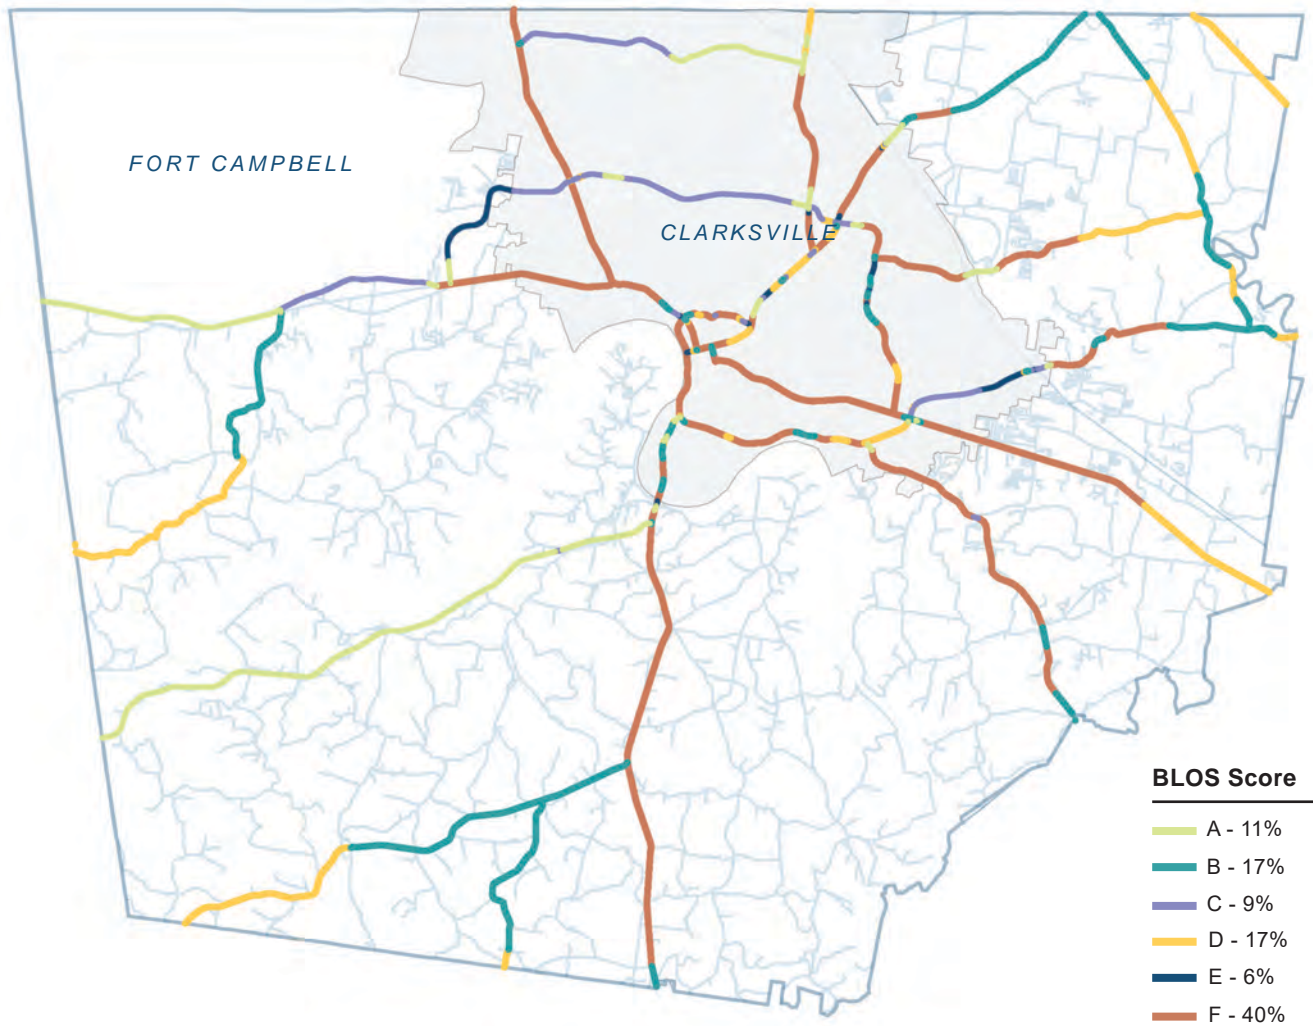 FORT CAMPBELL
CLARKSVILLE
BLOS Score
A - 11%
B - 17%
C - 9%
D - 17%
E - 6%
F - 40%